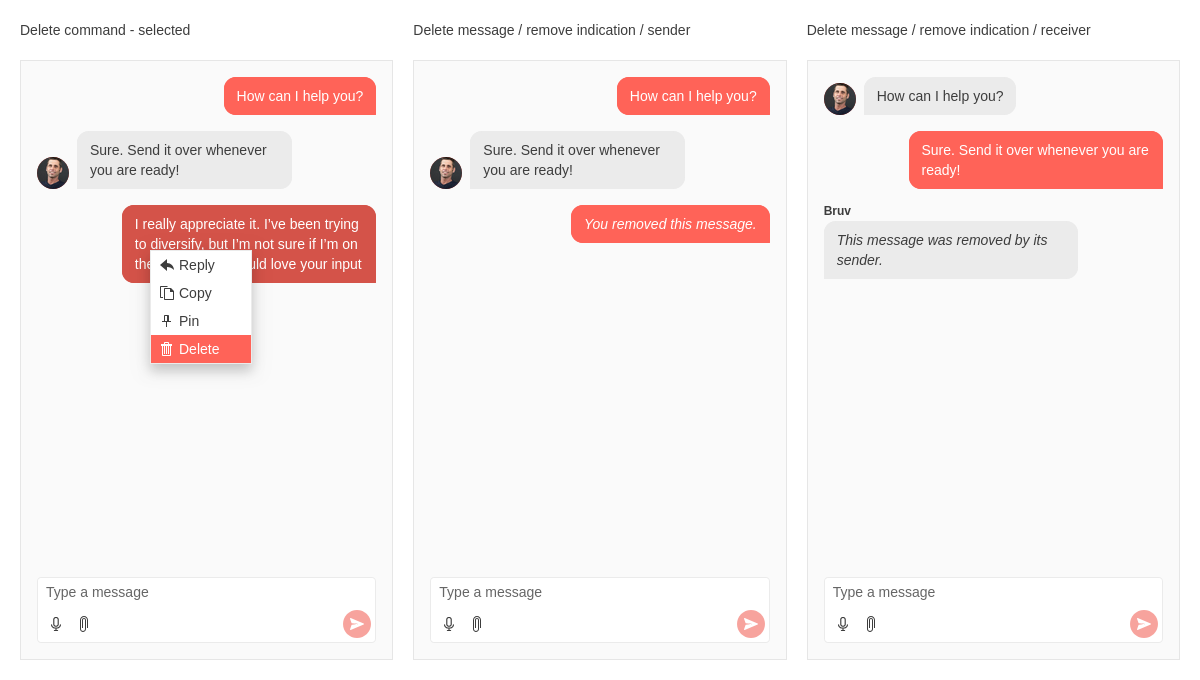 Delete command - selected
How can I help you?
Sure. Send it over whenever
you are ready!
I really appreciate it. I've been trying
to diversify, but I'm not sure if I'm on
the love your input
Reply
Copy
Pin
Delete
Type a message
Delete message / remove indication / sender
How can I help you?
Sure. Send it over whenever
you are ready!
You removed this message.
Type a message
Delete message / remove indication / receiver
How can I help you?
Sure. Send it over whenever you are
ready!
Bruv
This message was removed by its
sender.
Type a message